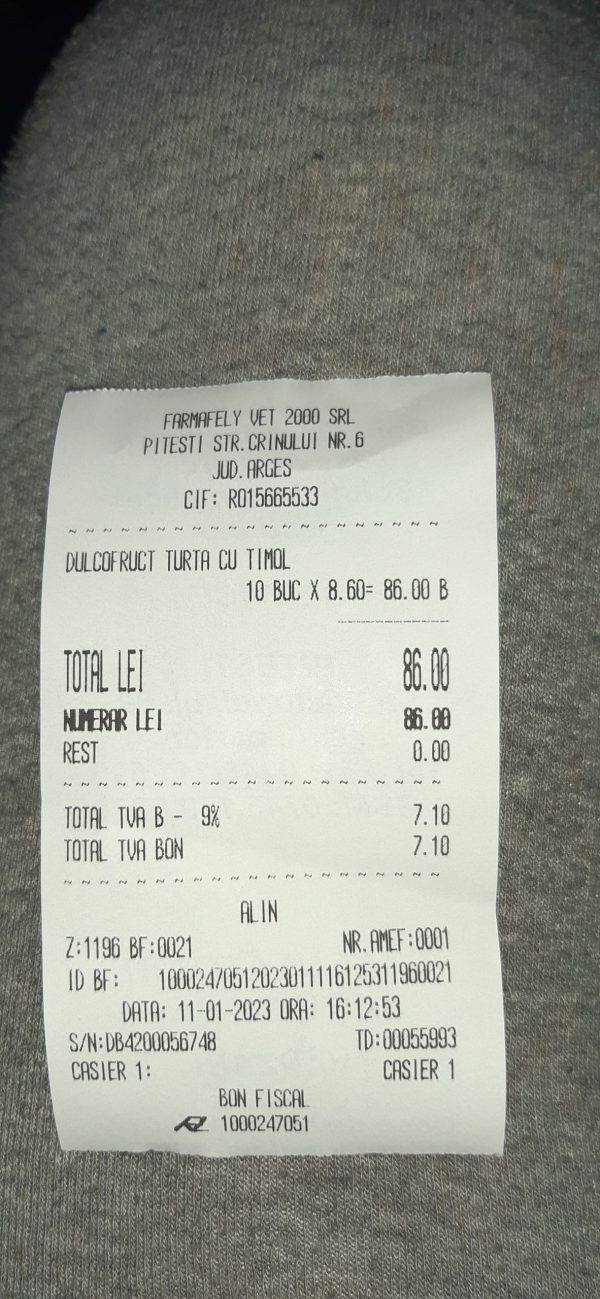 FARMAFELY VET 2000 SRL
PITESTI STR.CRINULUI NR.6
JUD.ARGES
CIF: RO15665533
~ ~ ~ ~ ~ ~ ~ ~ ~ ~ ~ ~ ~ ~ ~ ~ ~ ~ ~ ~ ~
DULCOFRUCT TURTA CU TIMOL
10 BUC X 8.60= 86.00 B
TOTAL LEI 86.00
NUMERAR LEI 86.00
REST 0.00
~ ~ ~ ~ ~ ~ ~ ~ ~ ~ ~ ~ ~ ~ ~ ~ ~ ~ ~ ~ ~
TOTAL TVA B - 9% 7.10
TOTAL TVA BON 7.10
~ ~ ~ ~ ~ ~ ~ ~ ~ ~ ~ ~ ~ ~ ~ ~ ~ ~ ~ ~ ~
ALIN
Z:1196 BF:0021 NR.AMEF:0001
ID BF: 10002470512023011116125311960021
DATA: 11-01-2023 ORA: 16:12:53
S/N:DB4200056748 TD:00055993
CASIER 1: CASIER 1
BON FISCAL
1000247051